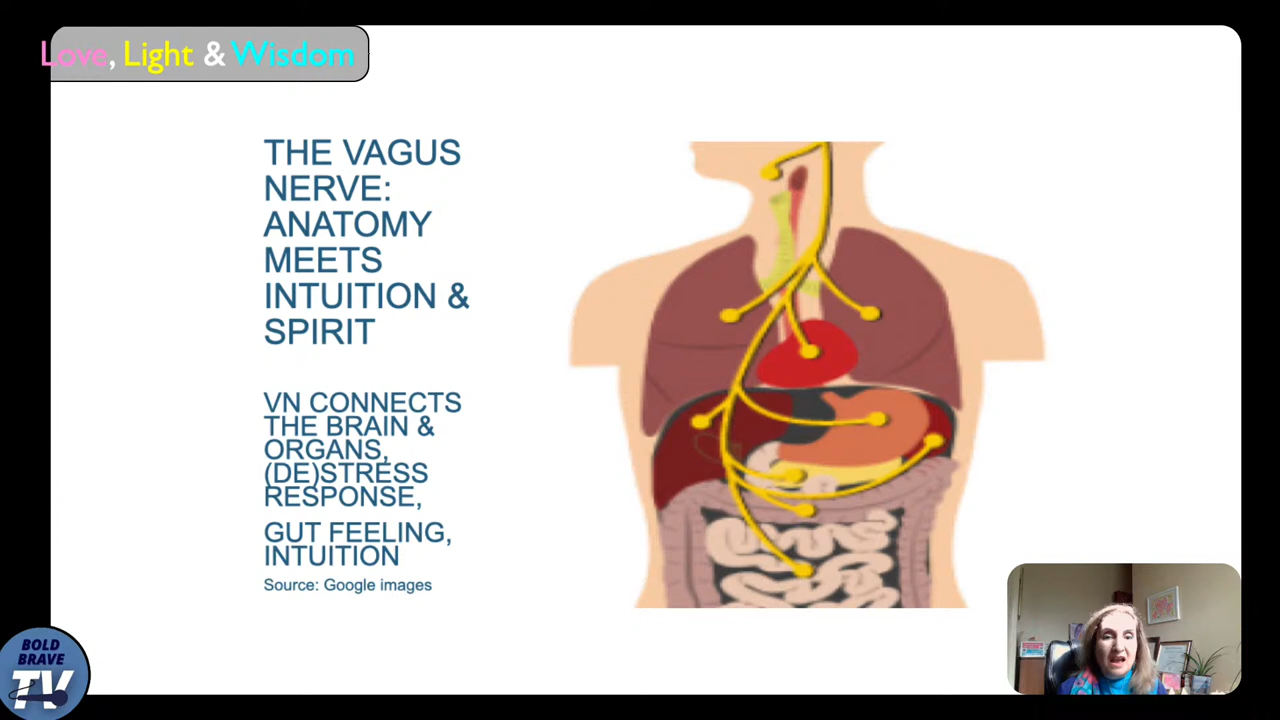 Love, Light & Wisdom
THE VAGUS
NERVE:
ANATOMY
MEETS
INTUITION &
SPIRIT
VN CONNECTS
THE BRAIN &
ORGANS,
(DE)STRESS
RESPONSE,
GUT FEELING,
INTUITION
Source: Google images
BOLD
BRAVE
TV